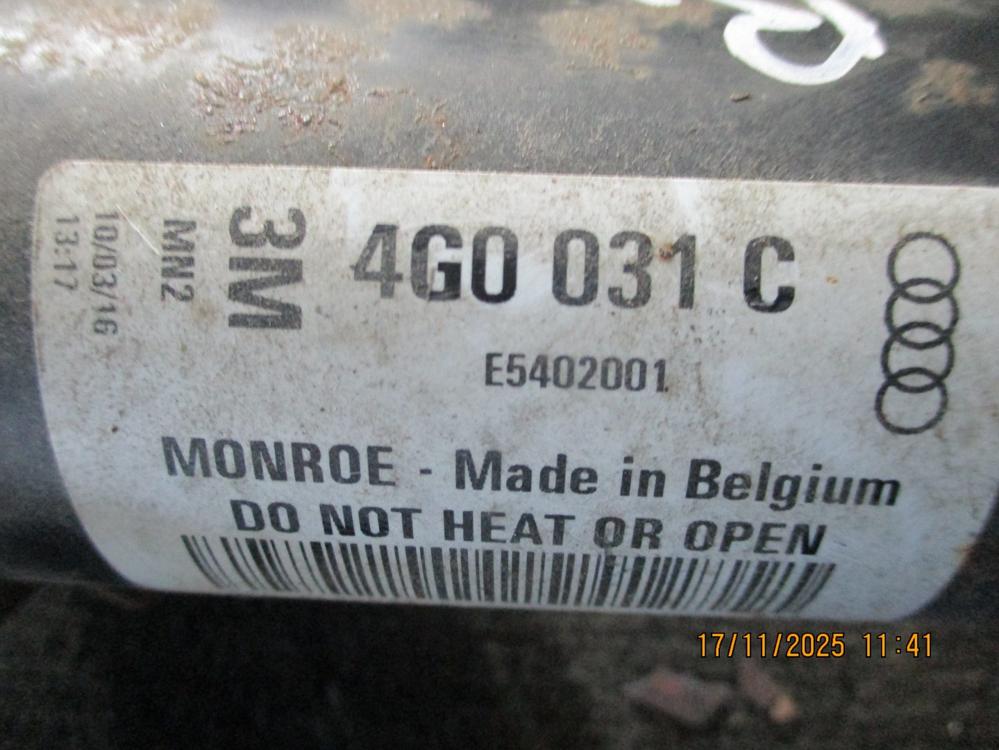 4G0 031 C
3M
MN2
10/03/16
13:17
E5402001
MONROE - Made in Belgium
DO NOT HEAT OR OPEN
17/11/2025 11:41